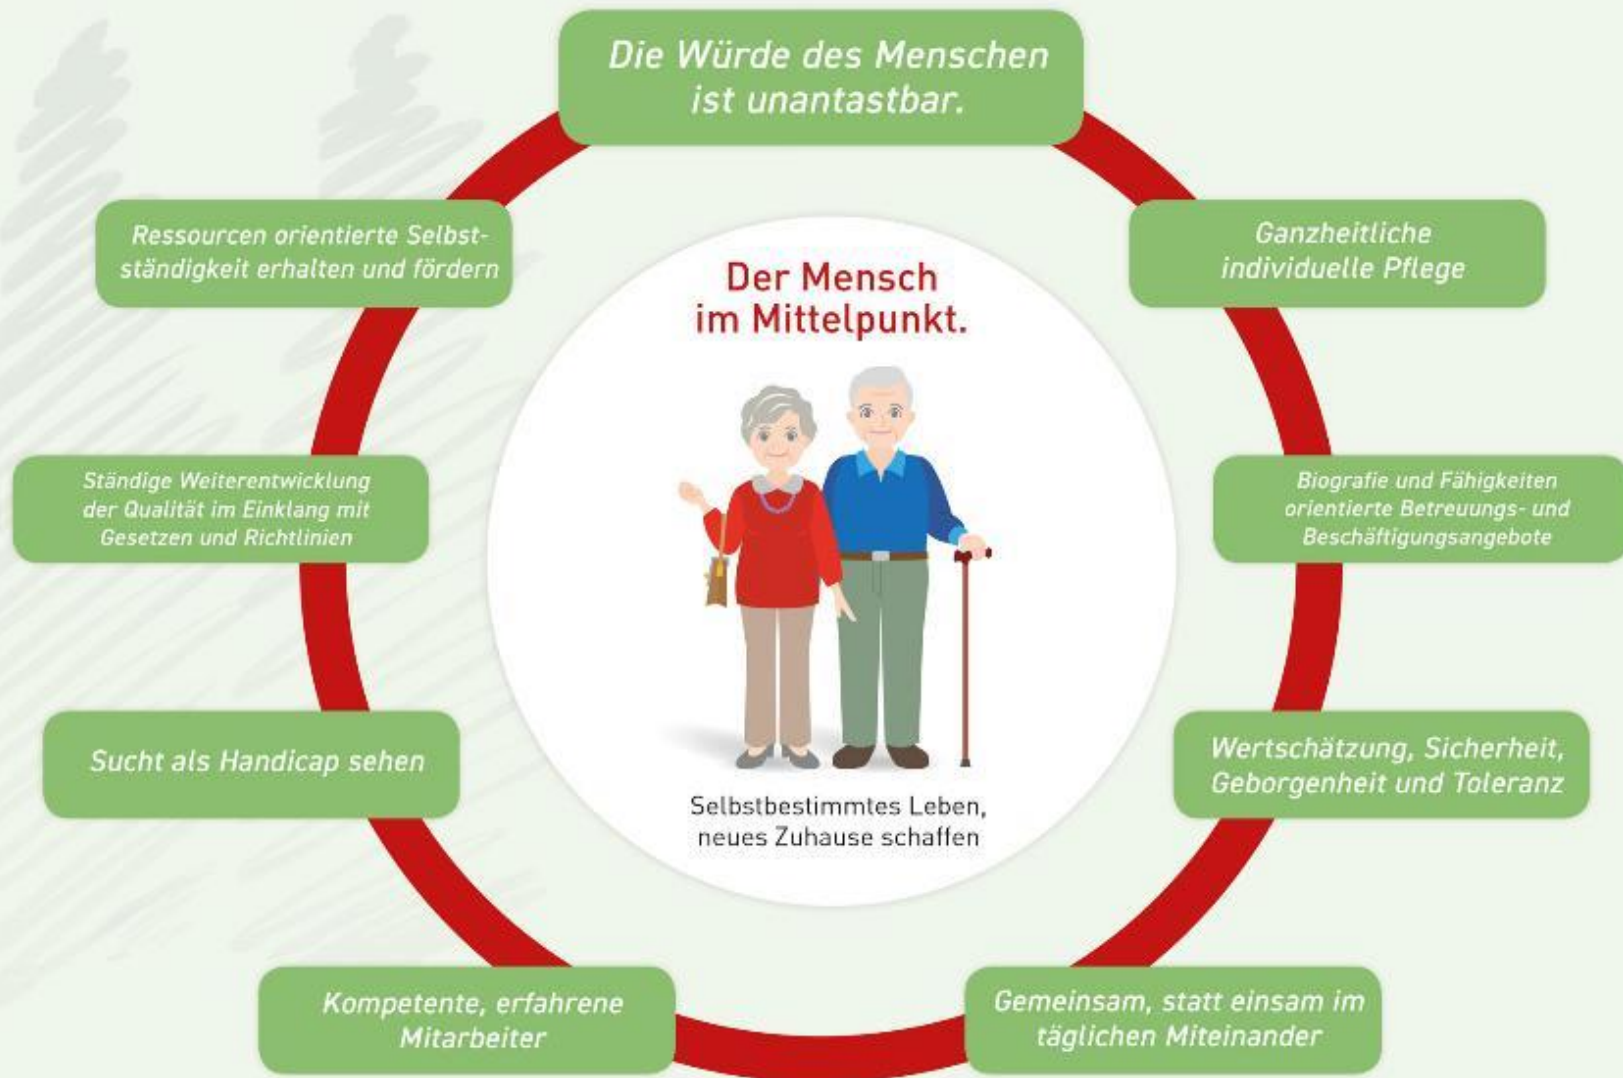 Die Würde des Menschen
ist unantastbar.
Ressourcen orientierte Selbst-
ständigkeit erhalten und fördern
Ganzheitliche
individuelle Pflege
Der Mensch
im Mittelpunkt.
Ständige Weiterentwicklung
der Qualität im Einklang mit
Gesetzen und Richtlinien
Biografie und Fähigkeiten
orientierte Betreuungs- und
Beschäftigungsangebote
Sucht als Handicap sehen
Wertschätzung, Sicherheit,
Geborgenheit und Toleranz
Selbstbestimmtes Leben,
neues Zuhause schaffen
Kompetente, erfahrene
Mitarbeiter
Gemeinsam, statt einsam im
täglichen Miteinander